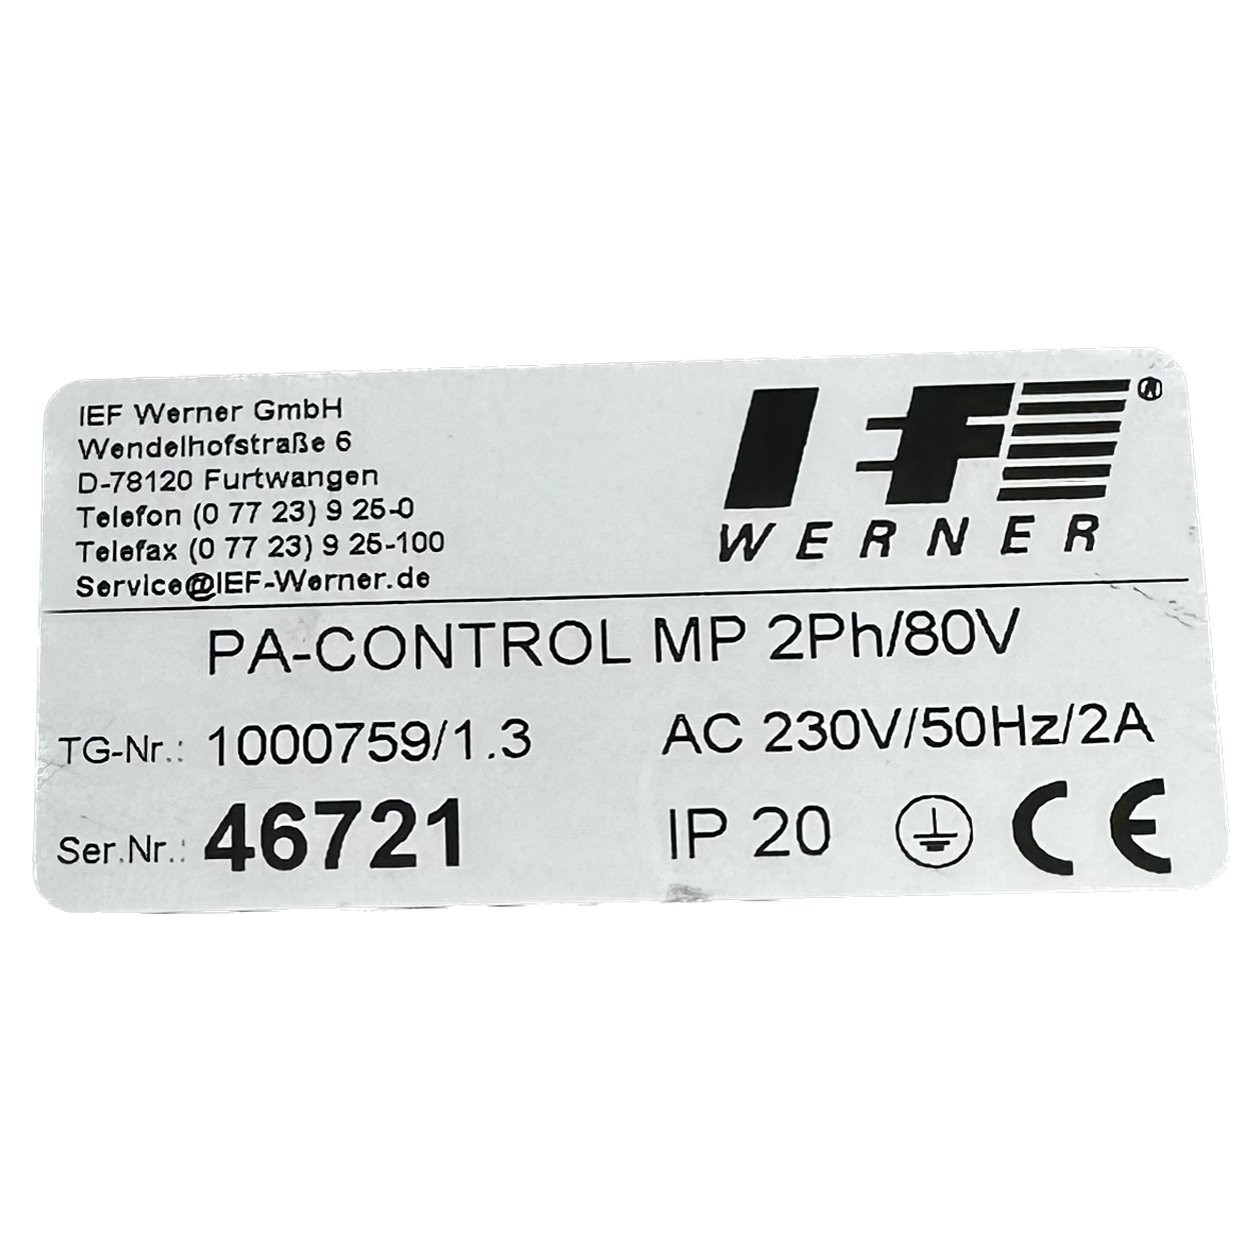 IEF Werner GmbH
Wendelhofstraße 6
D-78120 Furtwangen
Telefon (0 77 23) 9 25-0
Telefax (0 77 23) 9 25-100
Service@IEF-Werner.de
IEF®
WERNER
PA-CONTROL MP 2Ph/80V
TG-Nr.: 1000759/1.3
AC 230V/50Hz/2A
Ser.Nr.: 46721
IP 20
CE